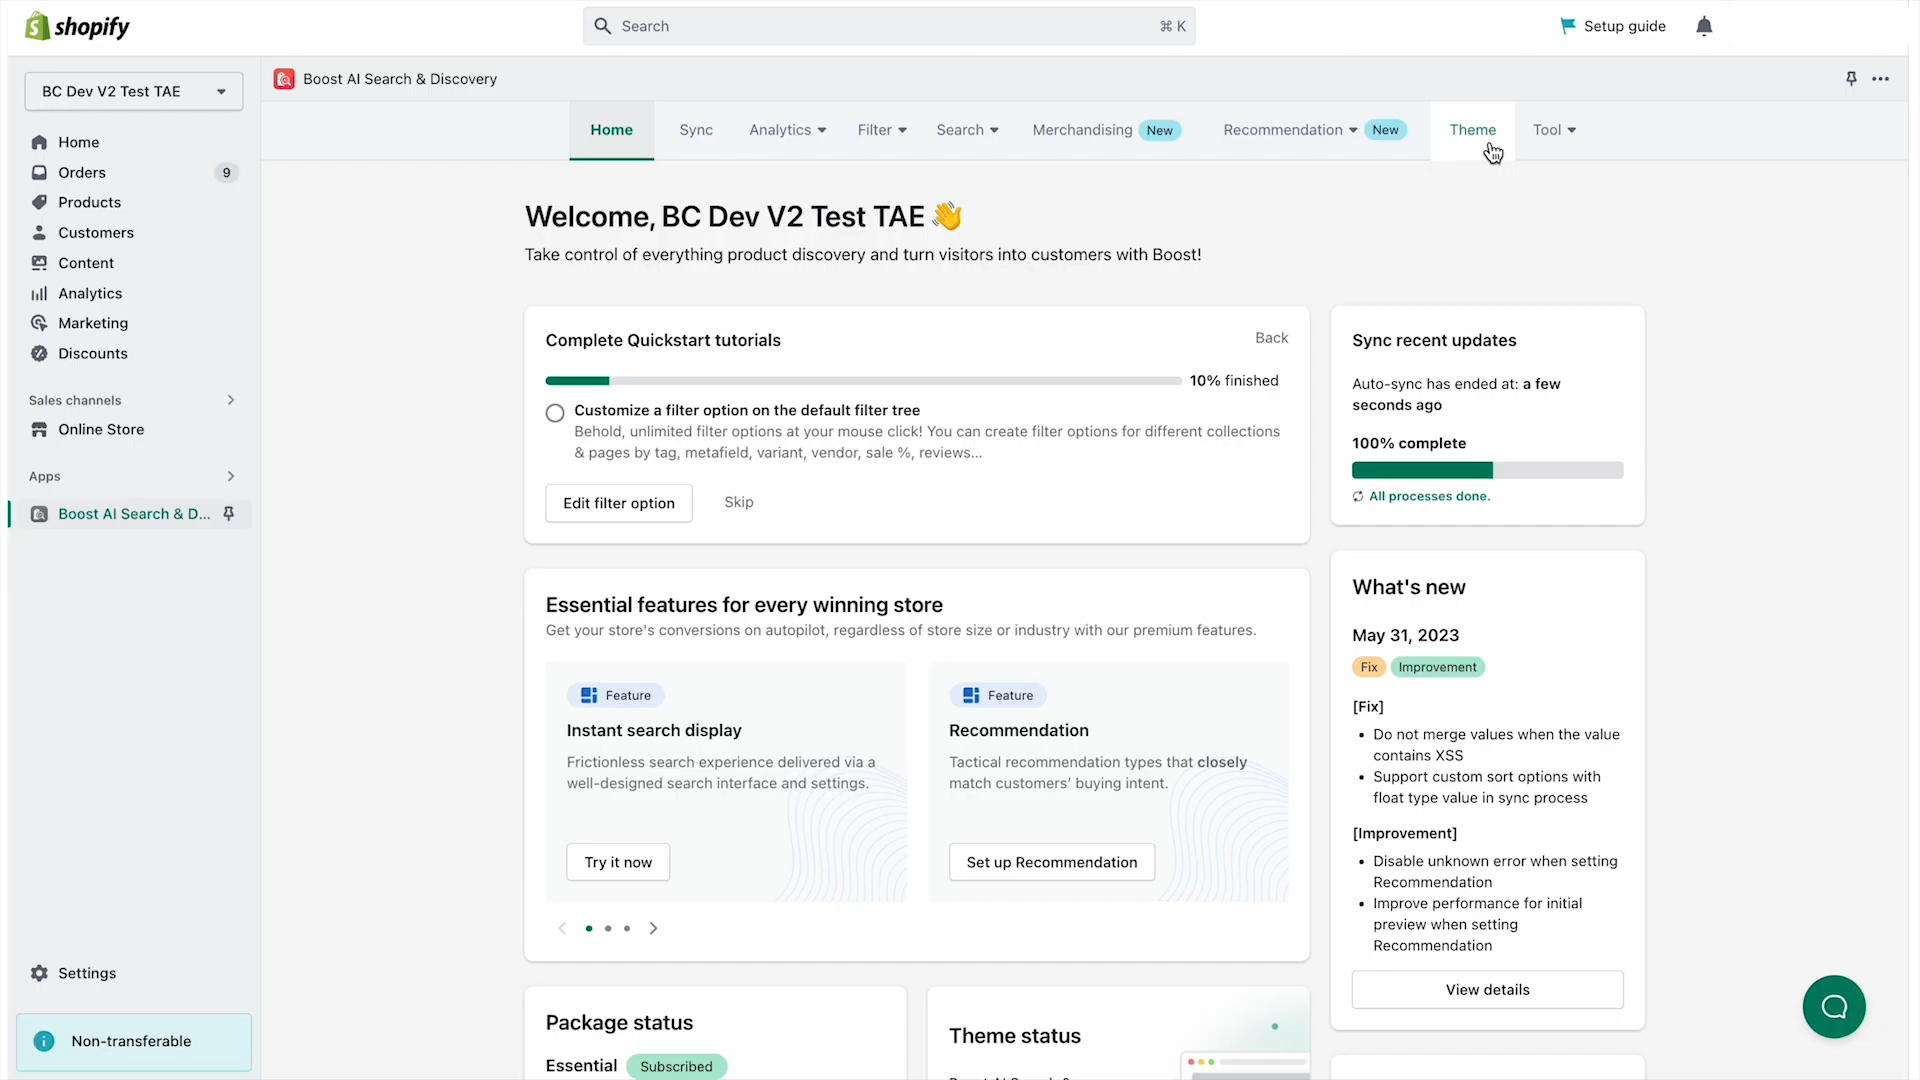 shopify
Search
⌘ K
Setup guide
BC Dev V2 Test TAE
Home
Orders
9
Products
Customers
Content
Analytics
Marketing
Discounts
Sales channels
Online Store
Apps
Boost AI Search & D...
Settings
Non-transferable
Boost AI Search & Discovery
Home
Sync
Analytics
Filter
Search
Merchandising New
Recommendation New
Theme
Tool
Welcome, BC Dev V2 Test TAE 👋
Take control of everything product discovery and turn visitors into customers with Boost!
Complete Quickstart tutorials
Back
10% finished
Customize a filter option on the default filter tree
Behold, unlimited filter options at your mouse click! You can create filter options for different collections
& pages by tag, metafield, variant, vendor, sale %, reviews...
Edit filter option
Skip
Essential features for every winning store
Get your store's conversions on autopilot, regardless of store size or industry with our premium features.
Feature
Instant search display
Frictionless search experience delivered via a
well-designed search interface and settings.
Try it now
Feature
Recommendation
Tactical recommendation types that closely
match customers’ buying intent.
Set up Recommendation
Package status
Essential Subscribed
Theme status
Sync recent updates
Auto-sync has ended at: a few
seconds ago
100% complete
All processes done.
What's new
May 31, 2023
Fix
Improvement
[Fix]
• Do not merge values when the value
contains XSS
• Support custom sort options with
float type value in sync process
[Improvement]
• Disable unknown error when setting
Recommendation
• Improve performance for initial
preview when setting
Recommendation
View details